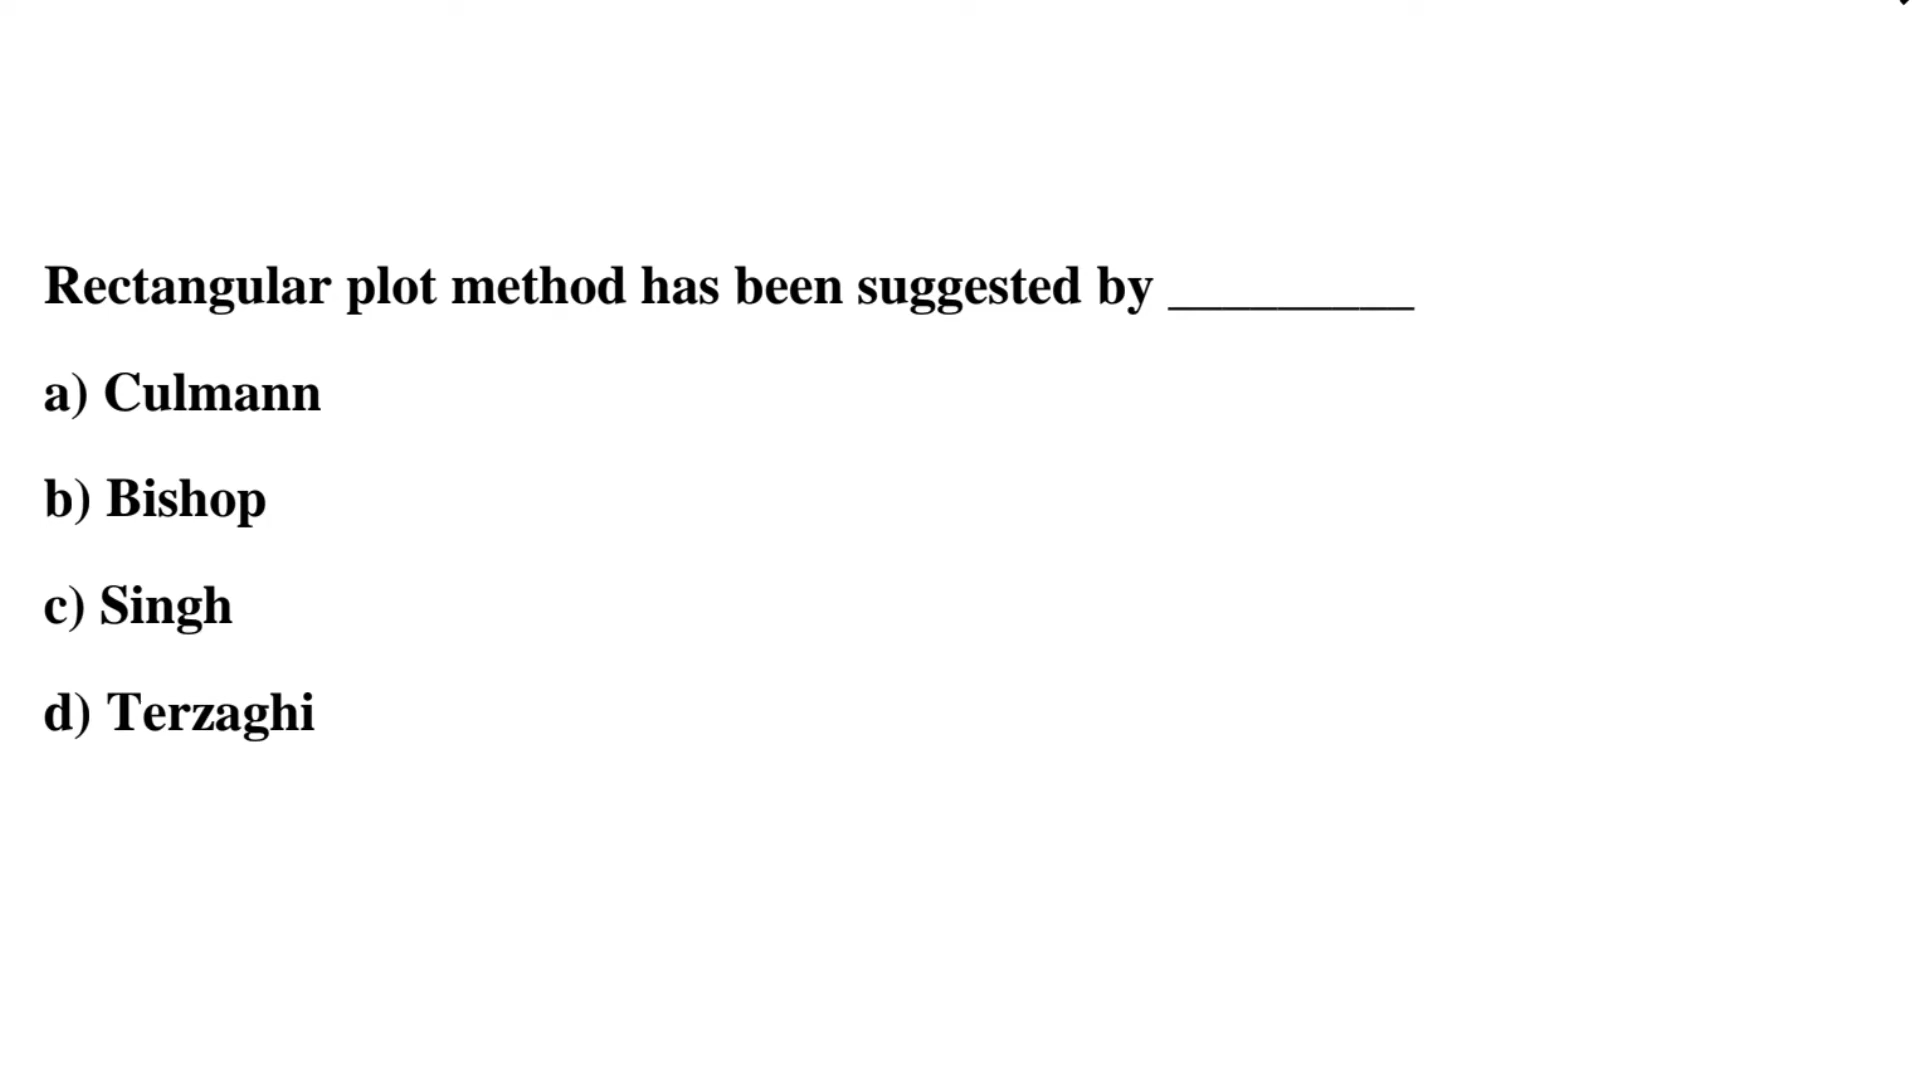 Rectangular plot method has been suggested by _________
a) Culmann
b) Bishop
c) Singh
d) Terzaghi